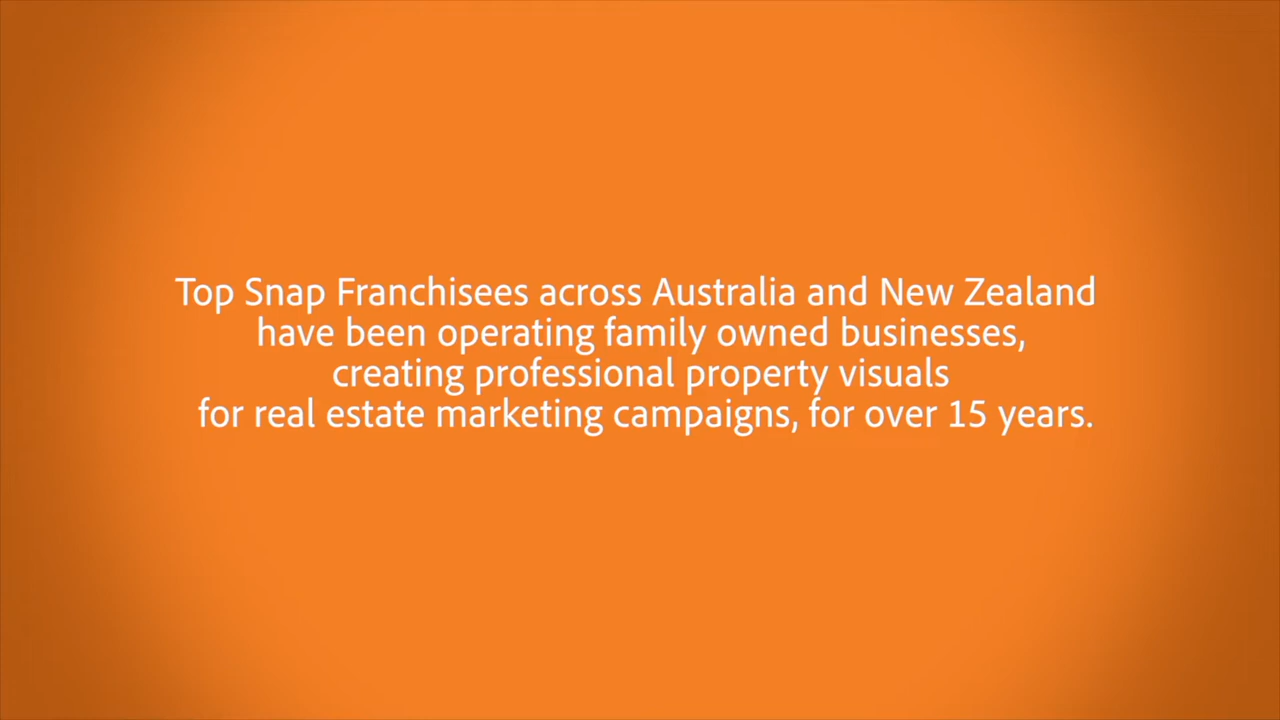 Top Snap Franchisees across Australia and New Zealand
have been operating family owned businesses,
creating professional property visuals
for real estate marketing campaigns, for over 15 years.